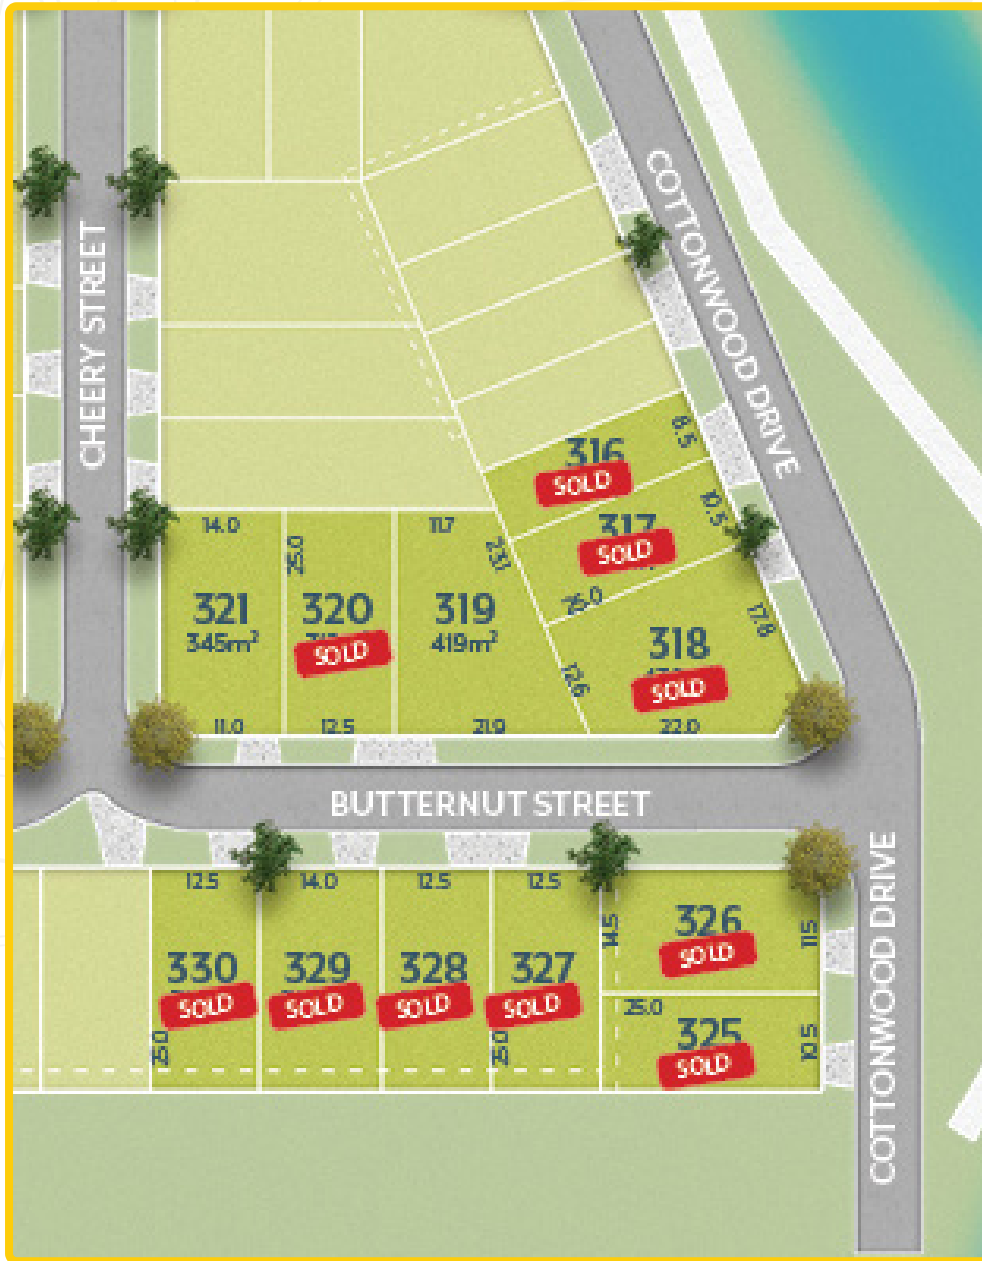 COTTONWOOD DRIVE
CHEERY STREET
316
SOLD
8.5
317
SOLD
10.5
14.0
25.0
11.7
23.1
25.0
17.8
321
345m²
320
SOLD
319
419m²
318
SOLD
12.6
11.0
12.5
21.9
22.0
BUTTERNUT STREET
12.5
14.0
12.5
12.5
14.5
326
SOLD
11.5
330
SOLD
329
SOLD
328
SOLD
327
SOLD
25.0
25.0
25.0
325
SOLD
10.5
COTTONWOOD DRIVE